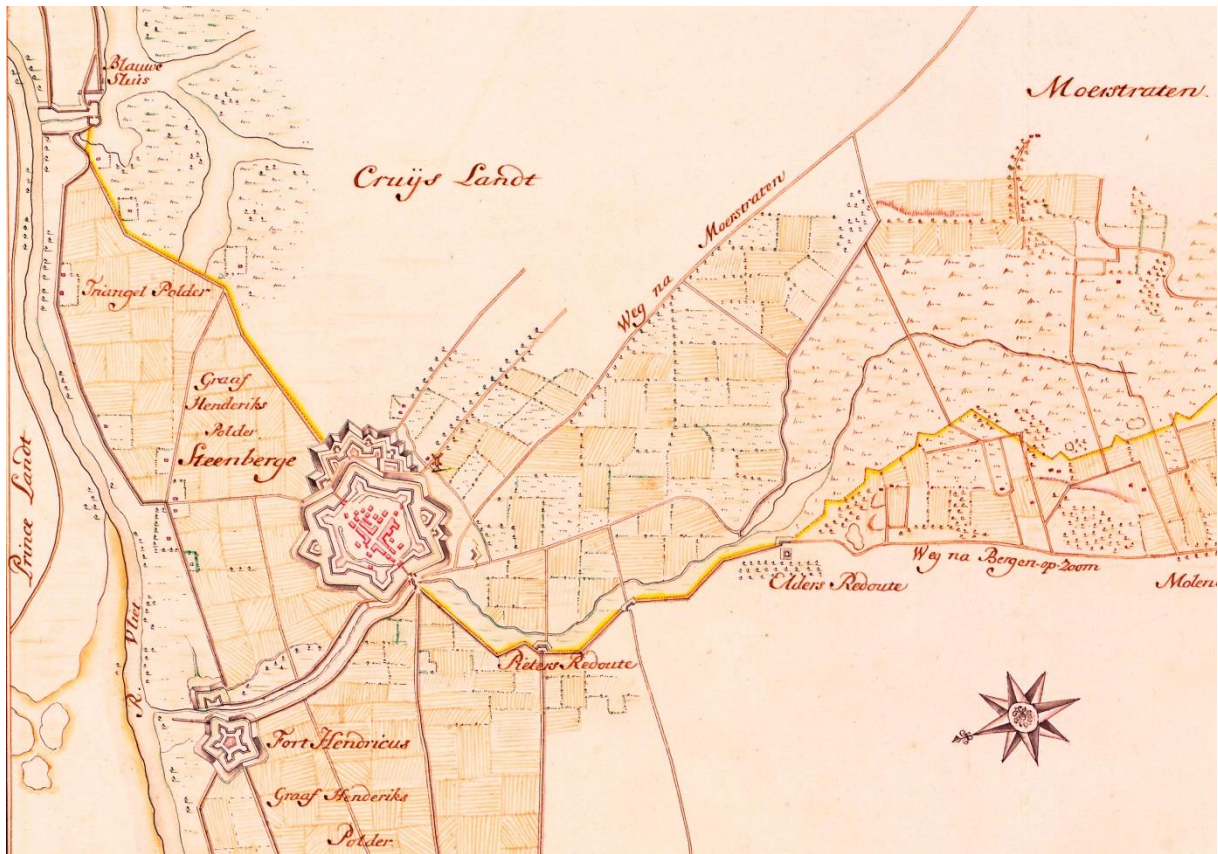 Blauwe
Sluis
Moerstraten.
Cruijs Landt
Weg na Moerstraten
Triangel Polder
Graaf
Henderiks
Polder
Steenberge
Prince Landt
R. Vliet
Weg na Bergen-op-Zoom
Elders Redoute
Pieters Redoute
Fort Hendricus
Graaf Henderiks
Polder.